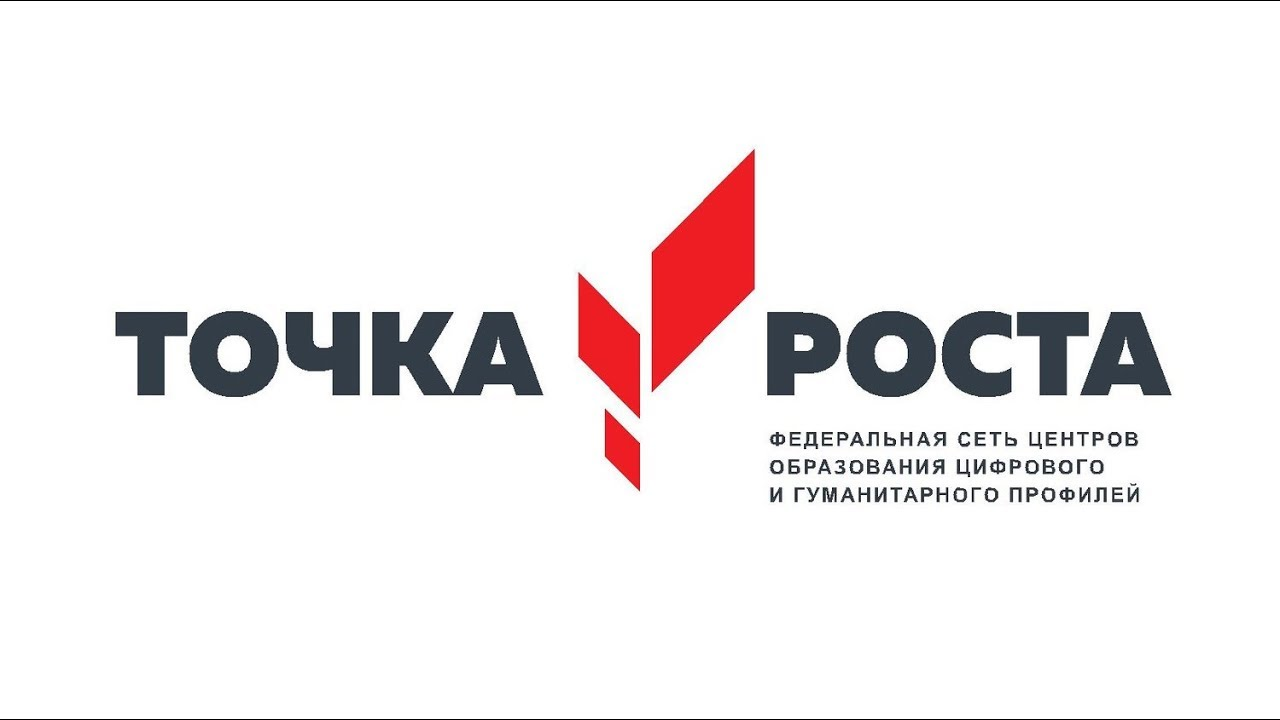 ТОЧКА РОСТА
ФЕДЕРАЛЬНАЯ СЕТЬ ЦЕНТРОВ
ОБРАЗОВАНИЯ ЦИФРОВОГО
И ГУМАНИТАРНОГО ПРОФИЛЕЙ